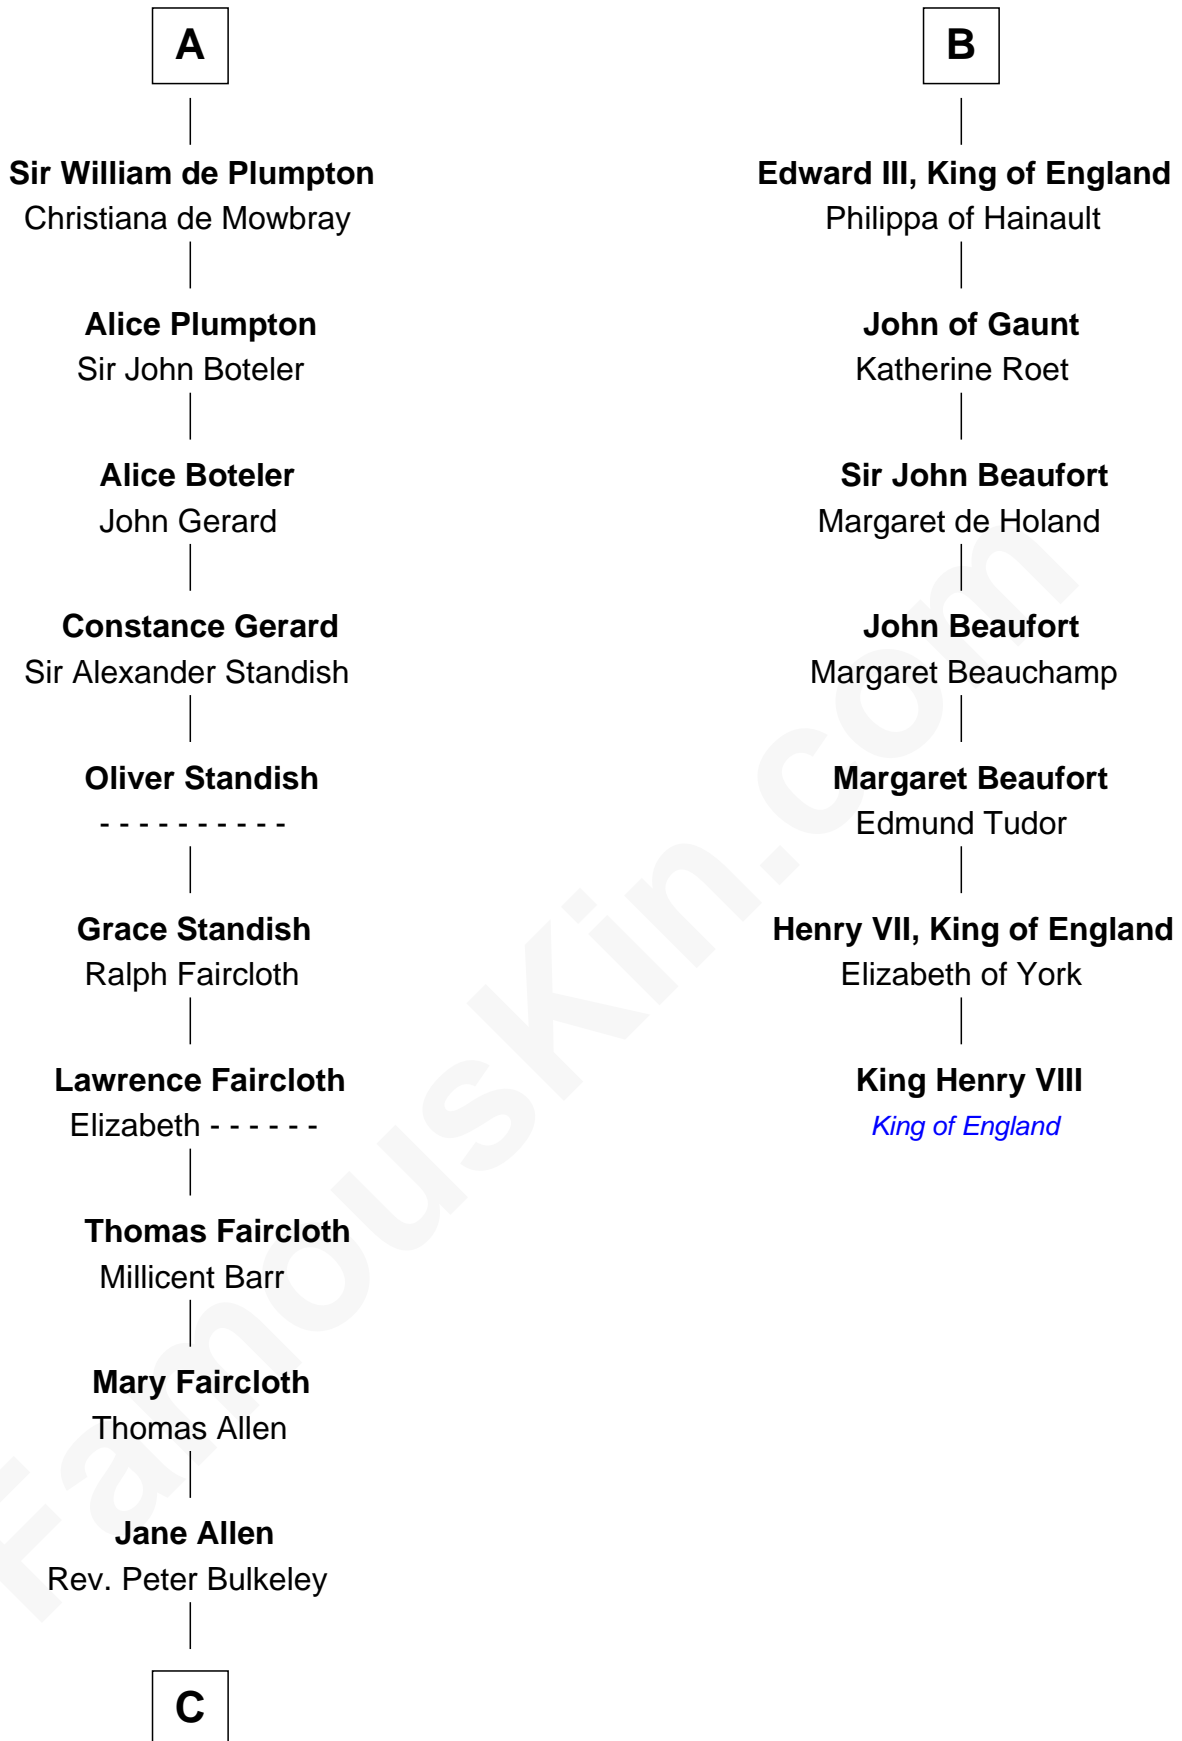 A
Sir William de Plumpton
Christiana de Mowbray
Alice Plumpton
Sir John Boteler
Alice Boteler
John Gerard
Constance Gerard
Sir Alexander Standish
Oliver Standish
- - - - - - - - - -
Grace Standish
Ralph Faircloth
Lawrence Faircloth
Elizabeth - - - - - -
Thomas Faircloth
Millicent Barr
Mary Faircloth
Thomas Allen
Jane Allen
Rev. Peter Bulkeley
C
B
Edward III, King of England
Philippa of Hainault
John of Gaunt
Katherine Roet
Sir John Beaufort
Margaret de Holand
John Beaufort
Margaret Beauchamp
Margaret Beaufort
Edmund Tudor
Henry VII, King of England
Elizabeth of York
King Henry VIII
King of England
FamousKin.com